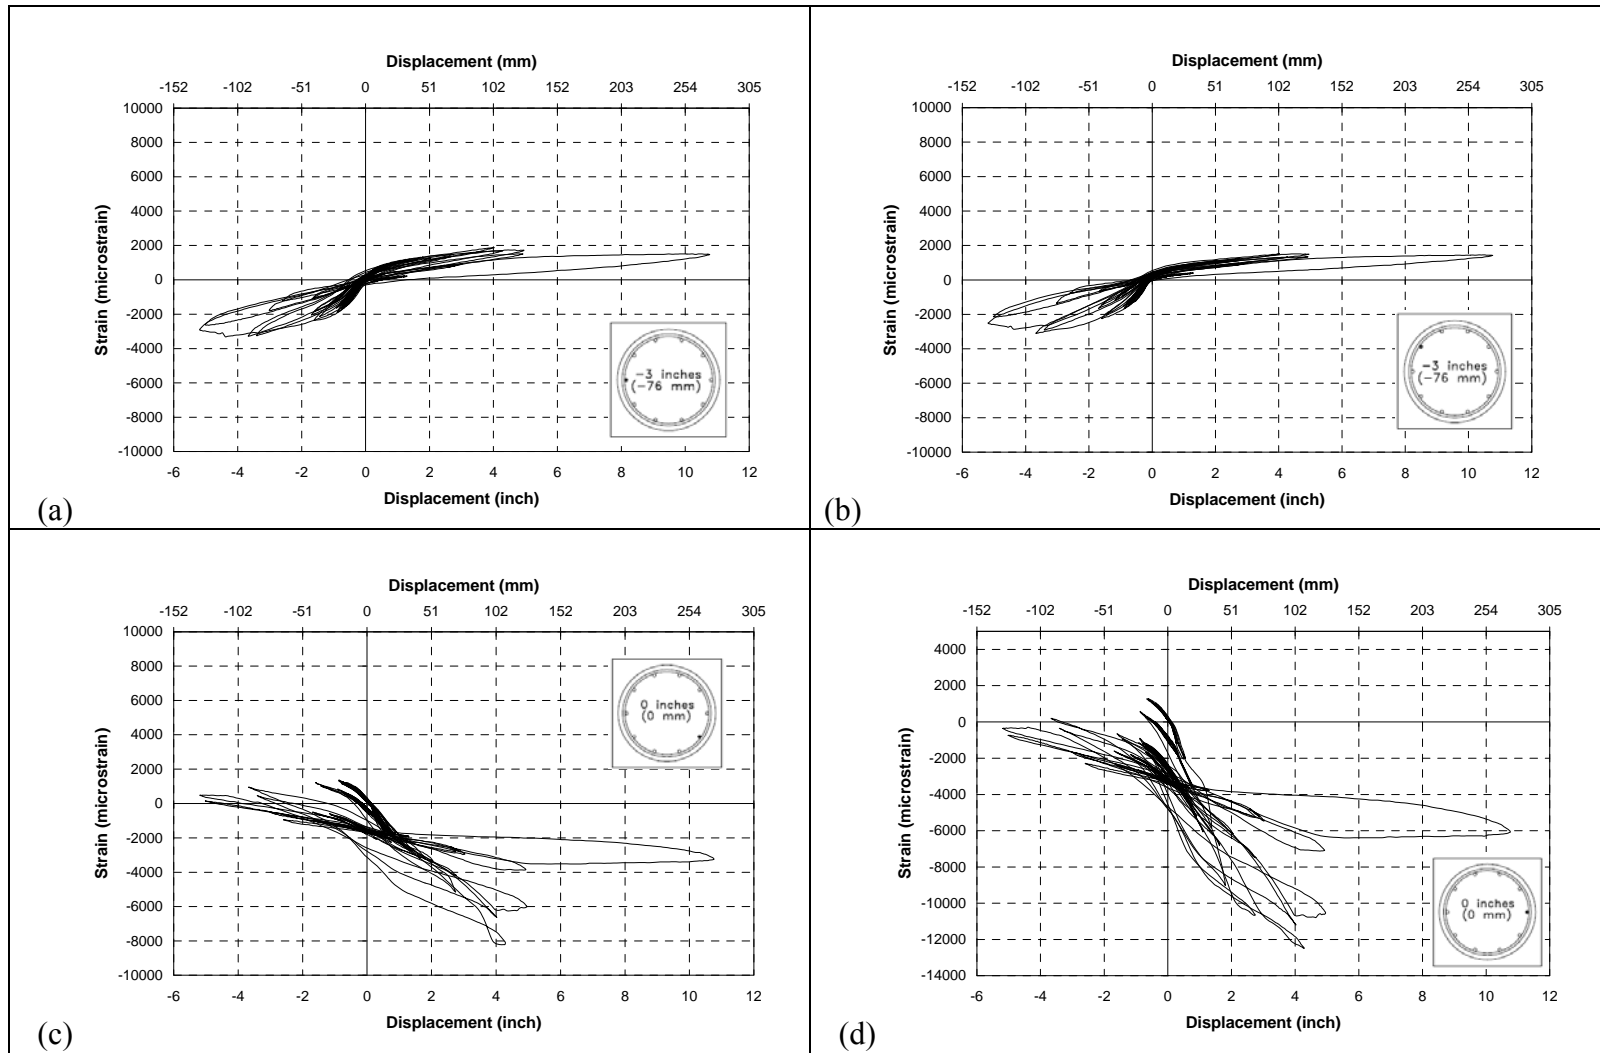 Displacement (mm)
-152 -102 -51 0 51 102 152 203 254 305
10000
8000
6000
4000
2000
0
-2000
-4000
-6000
-8000
-10000
Strain (microstrain)
-3 inches
(-76 mm)
-6 -4 -2 0 2 4 6 8 10 12
Displacement (inch)
(a)
Displacement (mm)
-152 -102 -51 0 51 102 152 203 254 305
10000
8000
6000
4000
2000
0
-2000
-4000
-6000
-8000
-10000
Strain (microstrain)
-3 inches
(-76 mm)
-6 -4 -2 0 2 4 6 8 10 12
Displacement (inch)
(b)
Displacement (mm)
-152 -102 -51 0 51 102 152 203 254 305
10000
8000
6000
4000
2000
0
-2000
-4000
-6000
-8000
-10000
Strain (microstrain)
0 inches
(0 mm)
-6 -4 -2 0 2 4 6 8 10 12
Displacement (inch)
(c)
Displacement (mm)
-152 -102 -51 0 51 102 152 203 254 305
4000
2000
0
-2000
-4000
-6000
-8000
-10000
-12000
-14000
Strain (microstrain)
0 inches
(0 mm)
-6 -4 -2 0 2 4 6 8 10 12
Displacement (inch)
(d)